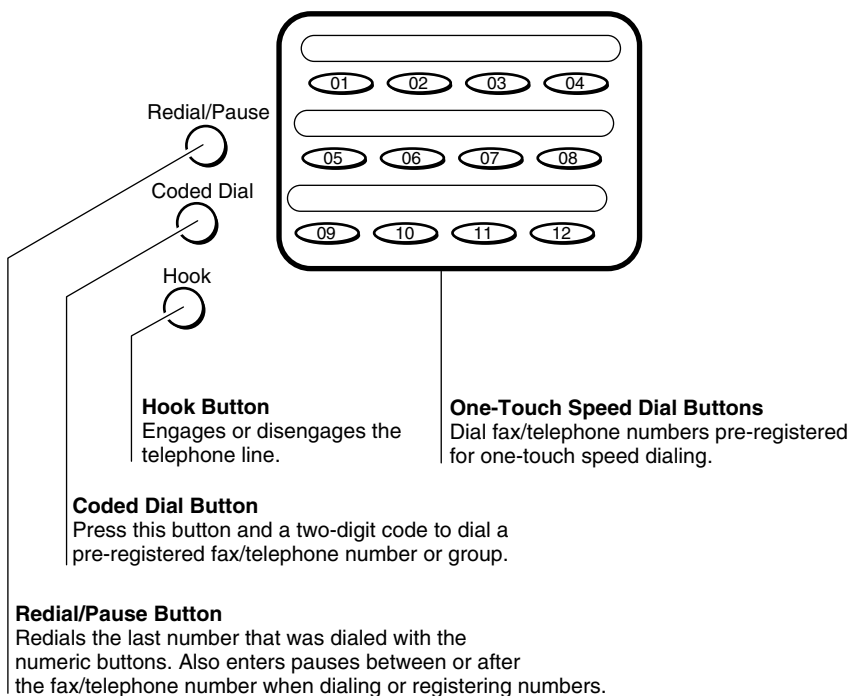 01 02 03 04
Redial/Pause
05 06 07 08
Coded Dial
09 10 11 12
Hook
Hook Button
Engages or disengages the
telephone line.
One-Touch Speed Dial Buttons
Dial fax/telephone numbers pre-registered
for one-touch speed dialing.
Coded Dial Button
Press this button and a two-digit code to dial a
pre-registered fax/telephone number or group.
Redial/Pause Button
Redials the last number that was dialed with the
numeric buttons. Also enters pauses between or after
the fax/telephone number when dialing or registering numbers.